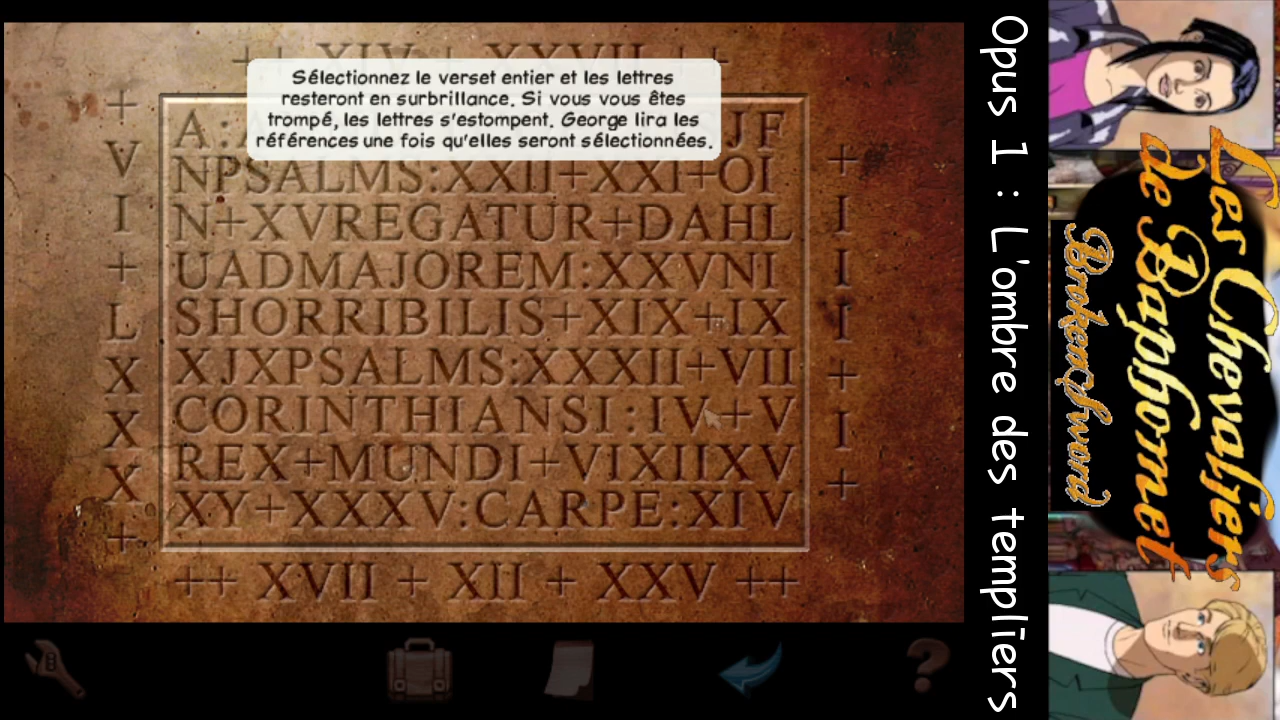 ++ XIV + XXVII ++
Sélectionnez le verset entier et les lettres
resteront en surbrillance. Si vous vous êtes
trompé, les lettres s'estompent. George lira les
références une fois qu'elles seront sélectionnées.
+
V
I
+
L
X
X
X
+
A:
JF
NPSALMS:XXII+XXI+OI
N+XVREGATUR+DAHL
UADMAJOREM:XXVNI
SHORRIBILIS+XIX+IX
XJXPSALMS:XXXII+VII
CORINTHIANSI:IV+V
REX+MUNDI+VIXIIXV
XY+XXXV:CARPE:XIV
+
I
I
I
+
I
+
++ XVII + XII + XXV ++
?
Opus 1 : L'ombre des templiers
Les Chevaliers
de Baphomet
Broken Sword